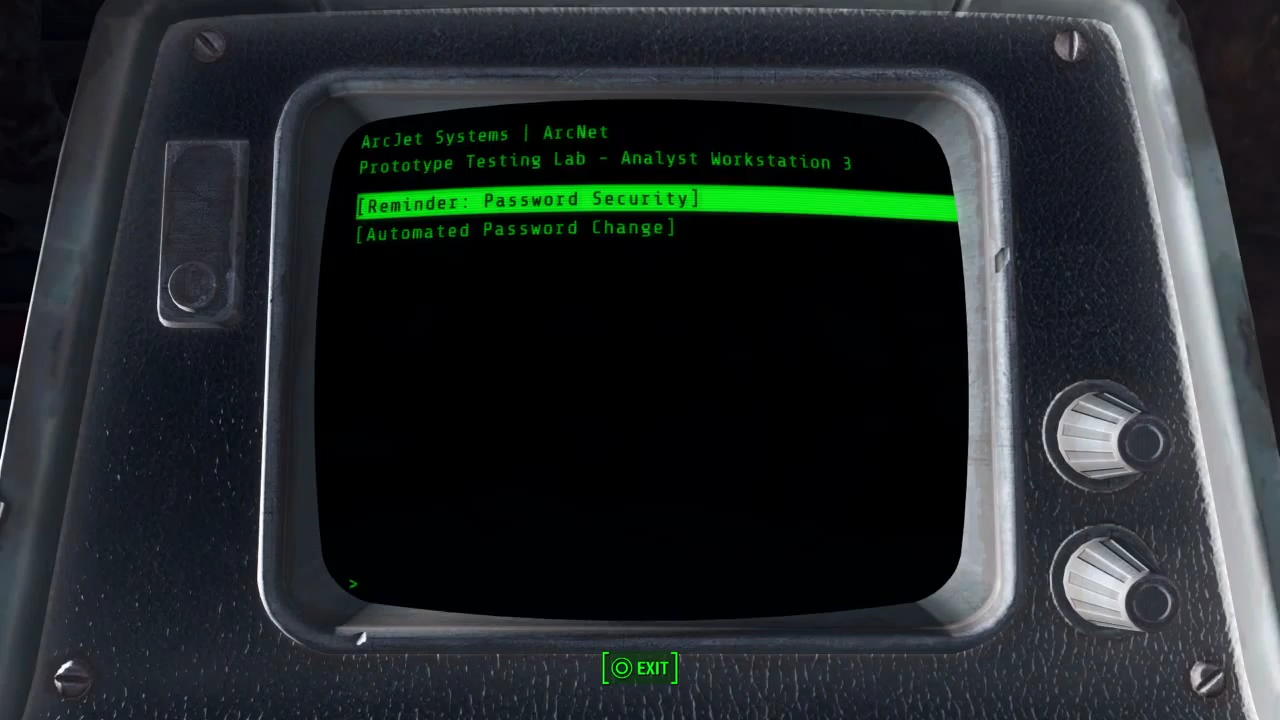 ArcJet Systems | ArcNet
Prototype Testing Lab - Analyst Workstation 3
[Reminder: Password Security]
[Automated Password Change]
>
[EXIT]